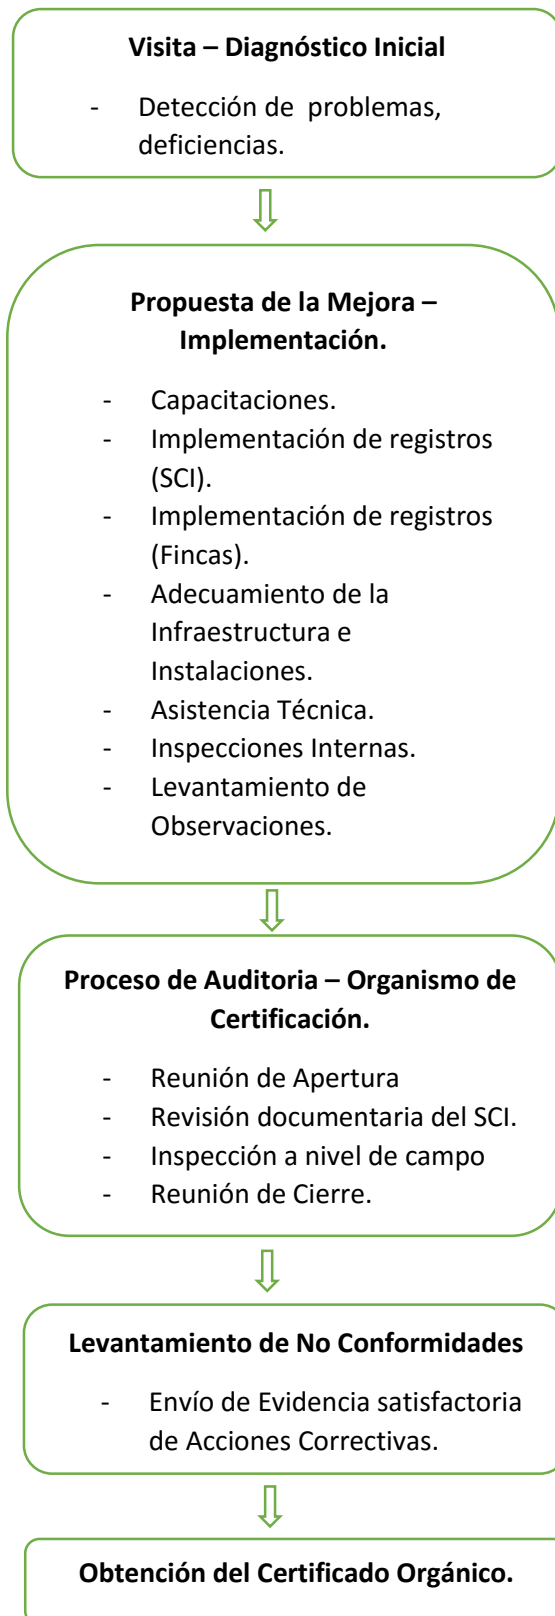 Visita – Diagnóstico Inicial
- Detección de problemas,
deficiencias.
Propuesta de la Mejora –
Implementación.
- Capacitaciones.
- Implementación de registros
(SCI).
- Implementación de registros
(Fincas).
- Adecuamiento de la
Infraestructura e
Instalaciones.
- Asistencia Técnica.
- Inspecciones Internas.
- Levantamiento de
Observaciones.
Proceso de Auditoria – Organismo de
Certificación.
- Reunión de Apertura
- Revisión documentaria del SCI.
- Inspección a nivel de campo
- Reunión de Cierre.
Levantamiento de No Conformidades
- Envío de Evidencia satisfactoria
de Acciones Correctivas.
Obtención del Certificado Orgánico.